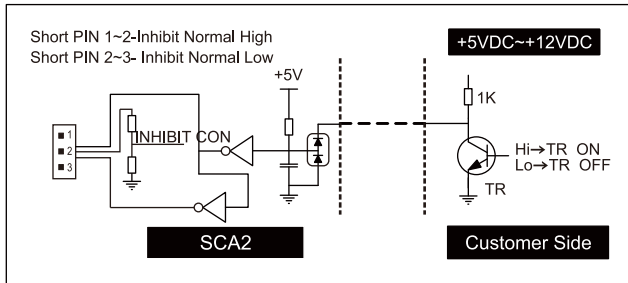 Short PIN 1~2-Inhibit Normal High
Short PIN 2~3- Inhibit Normal Low
+5VDC~+12VDC
+5V
1K
1
2
3
INHIBIT CON
Hi→TR ON
Lo→TR OFF
TR
SCA2
Customer Side